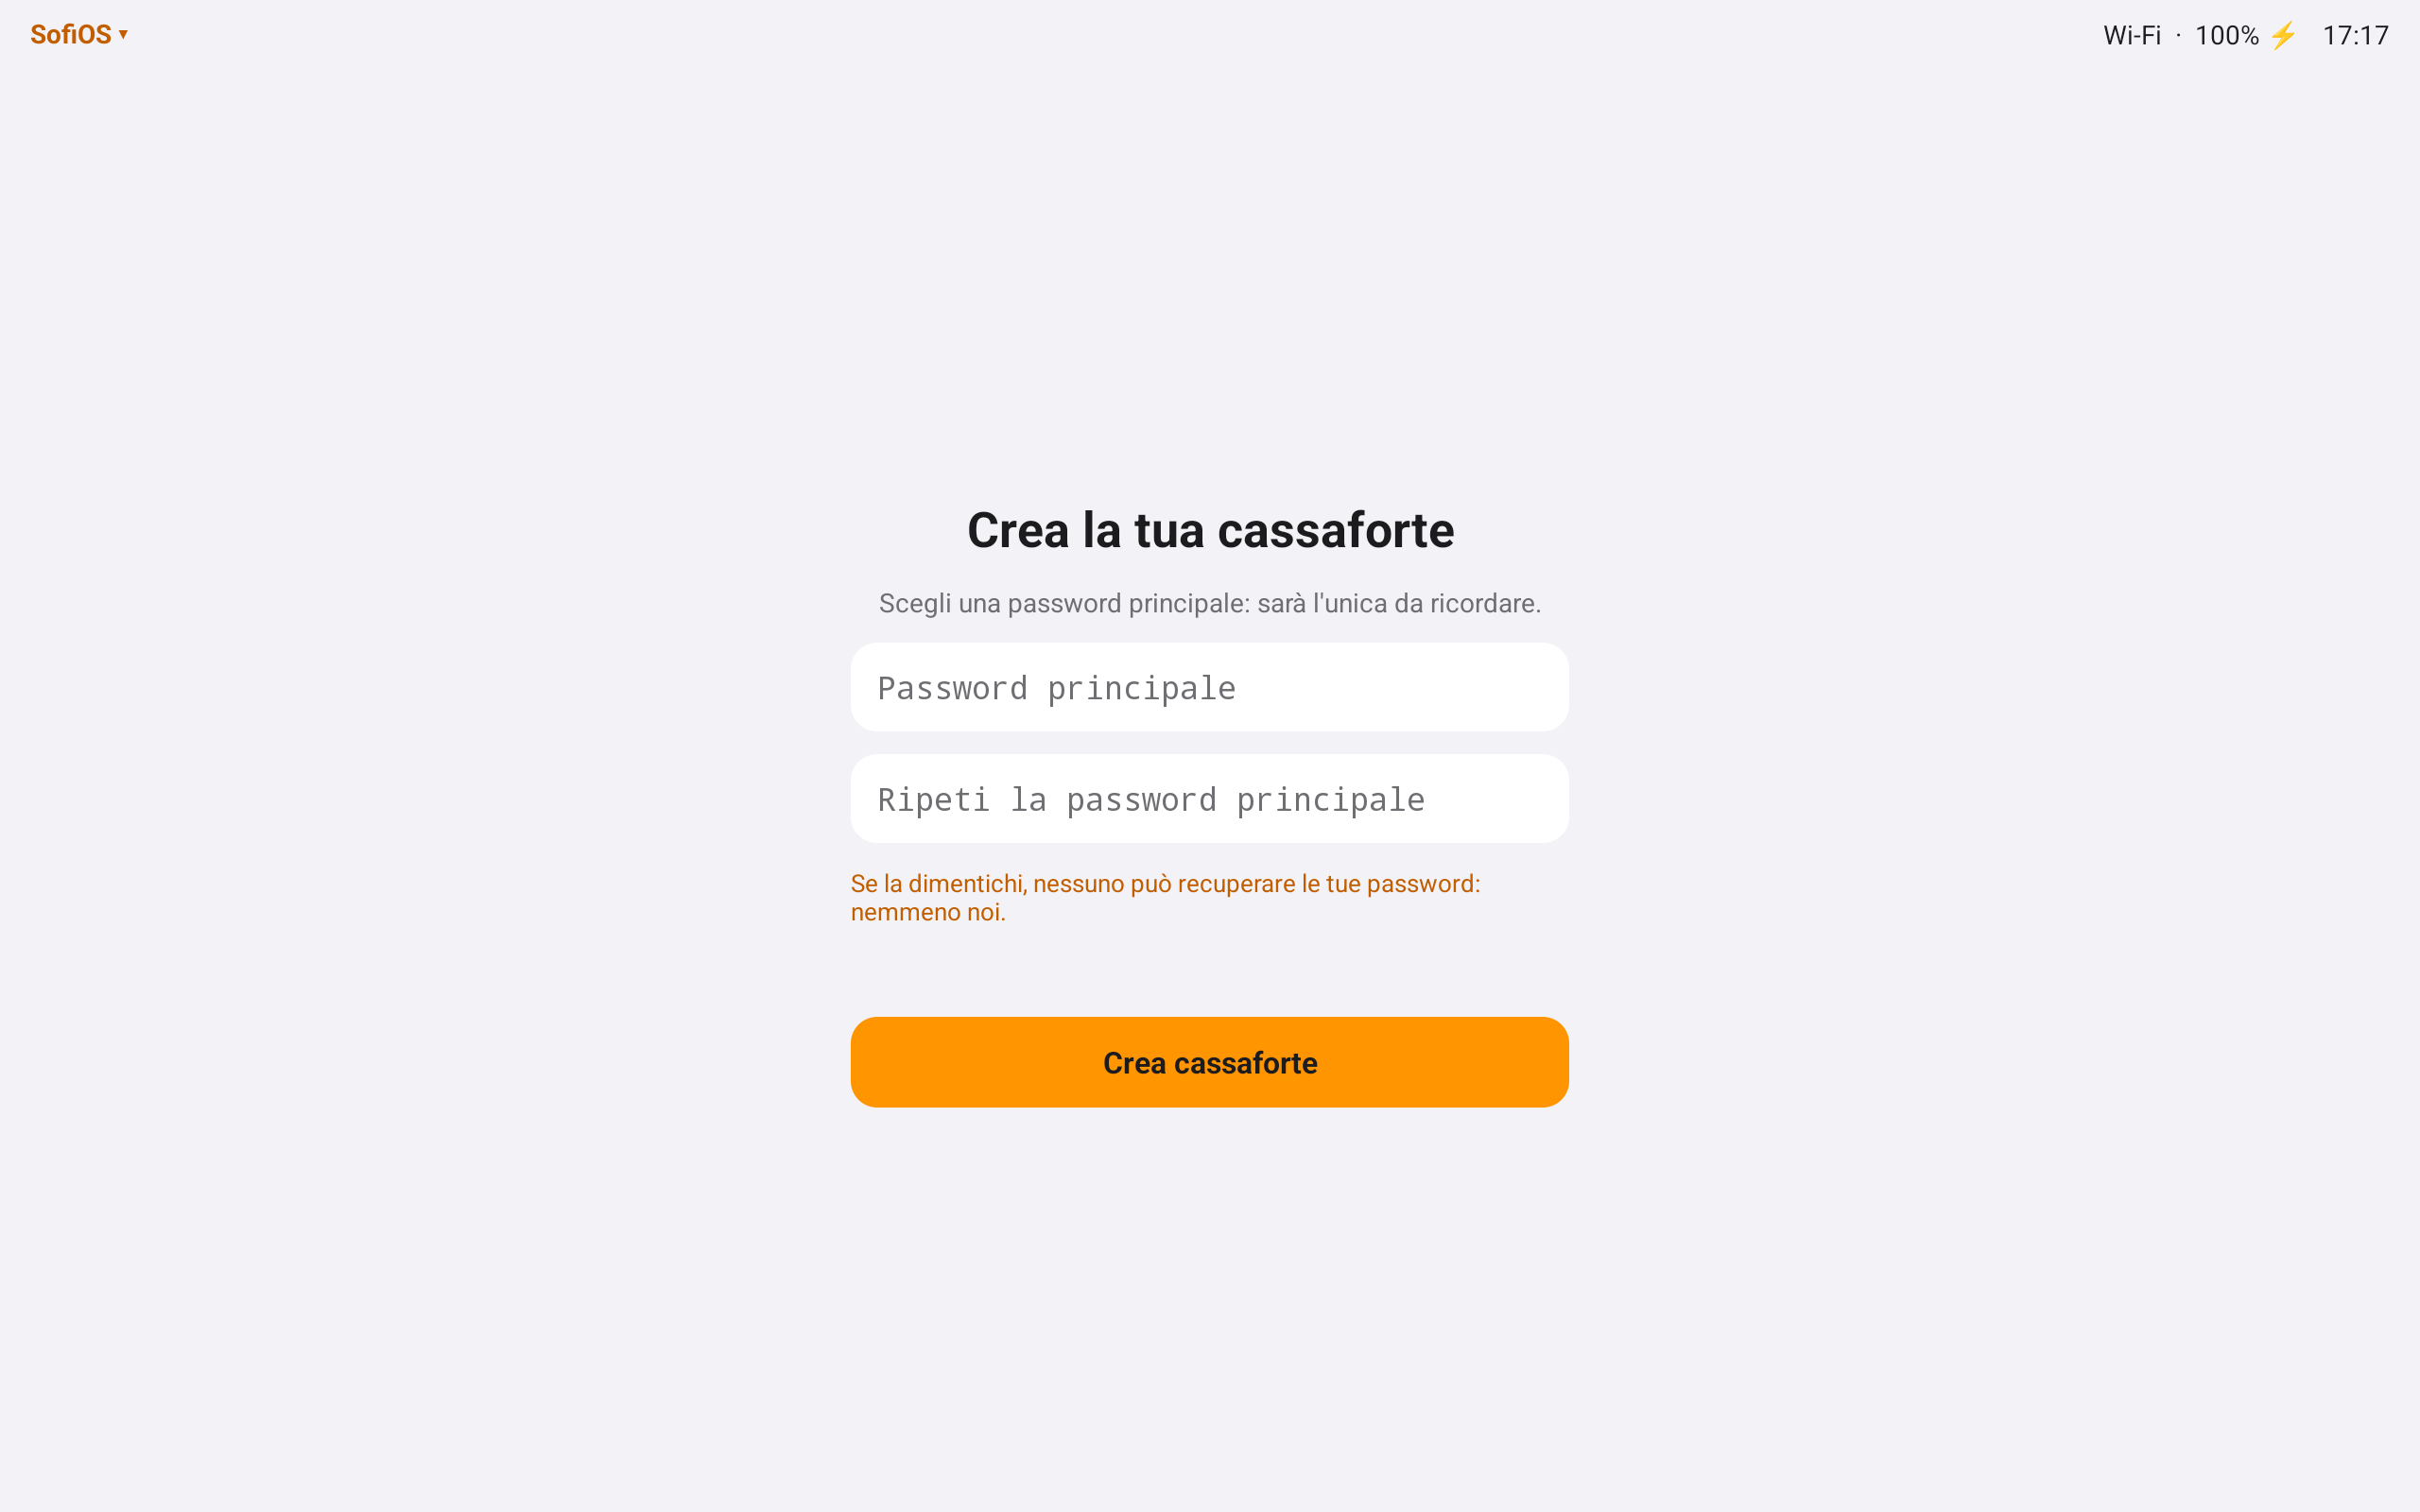 SofiOS ▾
Wi-Fi · 100% ⚡ 17:17
Crea la tua cassaforte
Scegli una password principale: sarà l'unica da ricordare.
Password principale
Ripeti la password principale
Se la dimentichi, nessuno può recuperare le tue password:
nemmeno noi.
Crea cassaforte